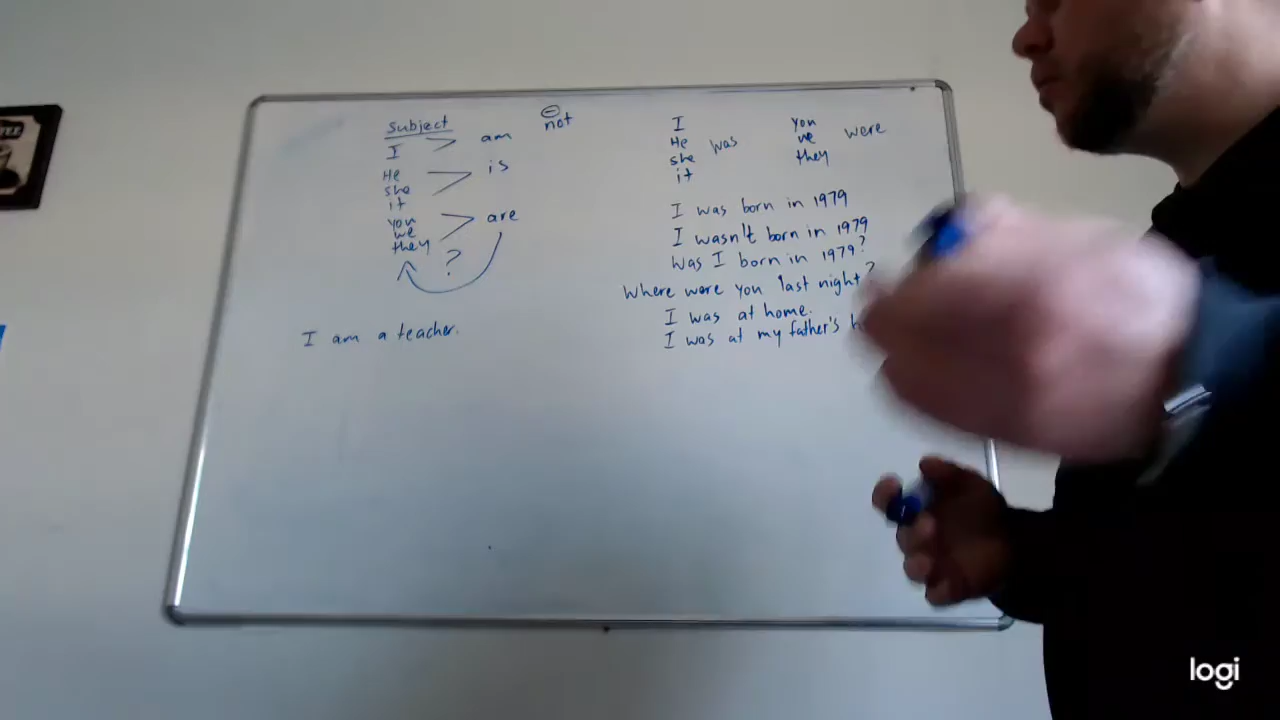 Subject
⊖
not
I > am
He
she
it
is
you
we
they
are
?
I am a teacher.
I
He
she
it
was
you
we
they
were
I was born in 1979
I wasn't born in 1979
Was I born in 1979?
Where were you last night?
I was at home.
I was at my father's
logi